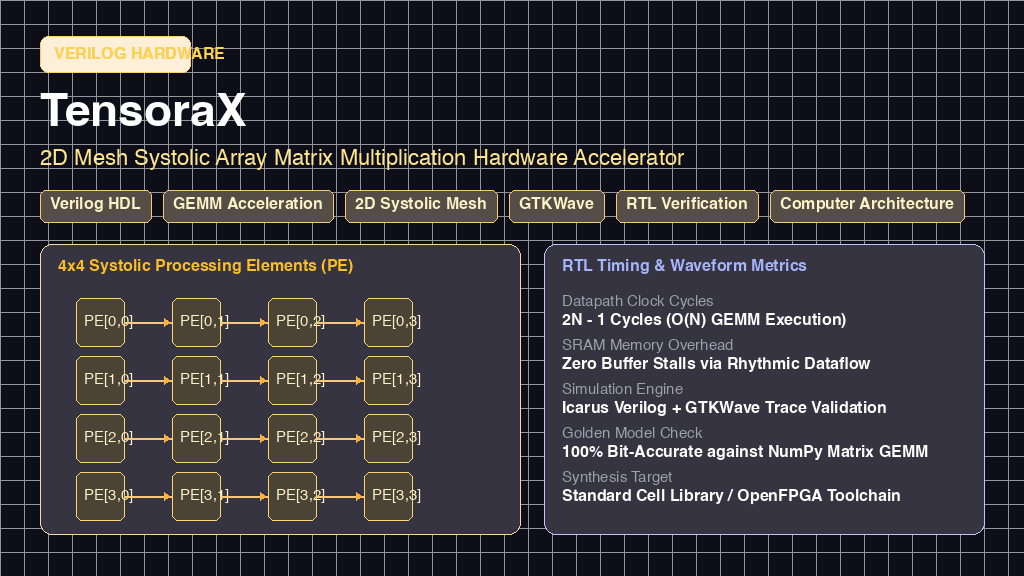 VERILOG HARDWARE
TensoraX
2D Mesh Systolic Array Matrix Multiplication Hardware Accelerator
Verilog HDL GEMM Acceleration 2D Systolic Mesh GTKWave RTL Verification Computer Architecture
4x4 Systolic Processing Elements (PE)
PE[0,0] PE[0,1] PE[0,2] PE[0,3]
PE[1,0] PE[1,1] PE[1,2] PE[1,3]
PE[2,0] PE[2,1] PE[2,2] PE[2,3]
PE[3,0] PE[3,1] PE[3,2] PE[3,3]
RTL Timing & Waveform Metrics
Datapath Clock Cycles
2N - 1 Cycles (O(N) GEMM Execution)
SRAM Memory Overhead
Zero Buffer Stalls via Rhythmic Dataflow
Simulation Engine
Icarus Verilog + GTKWave Trace Validation
Golden Model Check
100% Bit-Accurate against NumPy Matrix GEMM
Synthesis Target
Standard Cell Library / OpenFPGA Toolchain